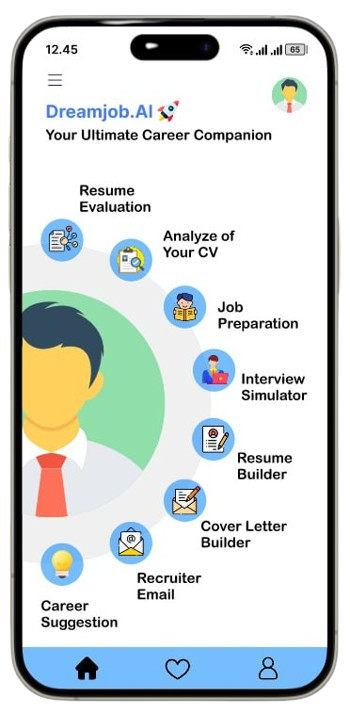 12.45
65
Dreamjob.AI
Your Ultimate Career Companion
Resume
Evaluation
Analyze of
Your CV
Job
Preparation
Interview
Simulator
Resume
Builder
Cover Letter
Builder
@
Recruiter
Email
Career
Suggestion